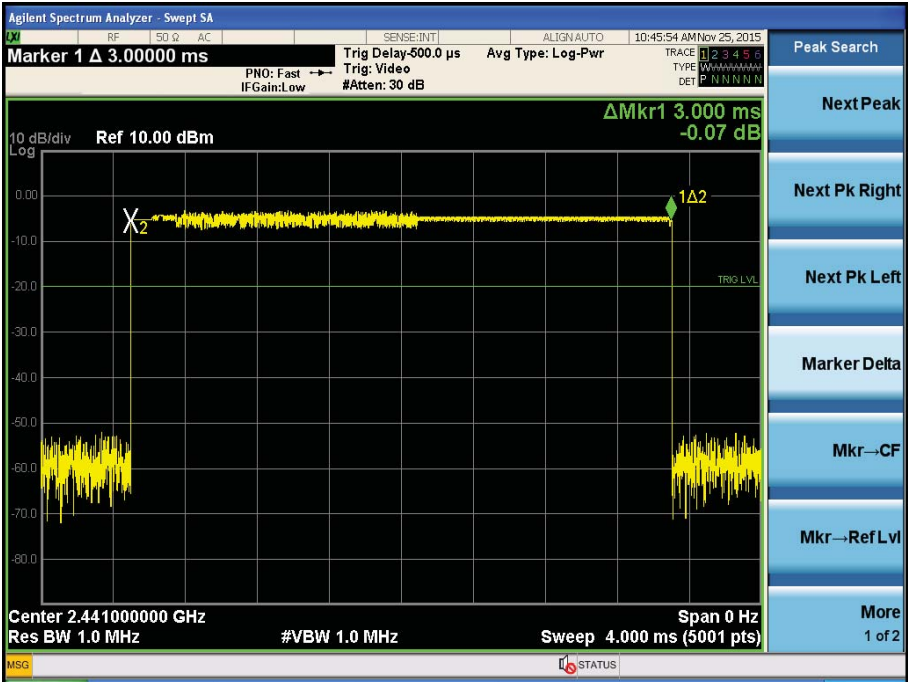 Agilent Spectrum Analyzer - Swept SA
LXI RF 50 Ω AC SENSE:INT ALIGN AUTO 10:45:54 AM Nov 25, 2015
Marker 1 Δ 3.00000 ms
PNO: Fast
IFGain:Low
Trig Delay-500.0 µs
Trig: Video
#Atten: 30 dB
Avg Type: Log-Pwr
TRACE 1 2 3 4 5 6
TYPE WWWWWWW
DET P N N N N N
Peak Search
Next Peak
Next Pk Right
Next Pk Left
Marker Delta
Mkr→CF
Mkr→Ref Lvl
More
1 of 2
ΔMkr1 3.000 ms
-0.07 dB
10 dB/div Ref 10.00 dBm
Log
0.00
-10.0
-20.0
-30.0
-40.0
-50.0
-60.0
-70.0
-80.0
X2
1Δ2
TRIG LVL
Center 2.441000000 GHz Span 0 Hz
Res BW 1.0 MHz #VBW 1.0 MHz Sweep 4.000 ms (5001 pts)
MSG STATUS